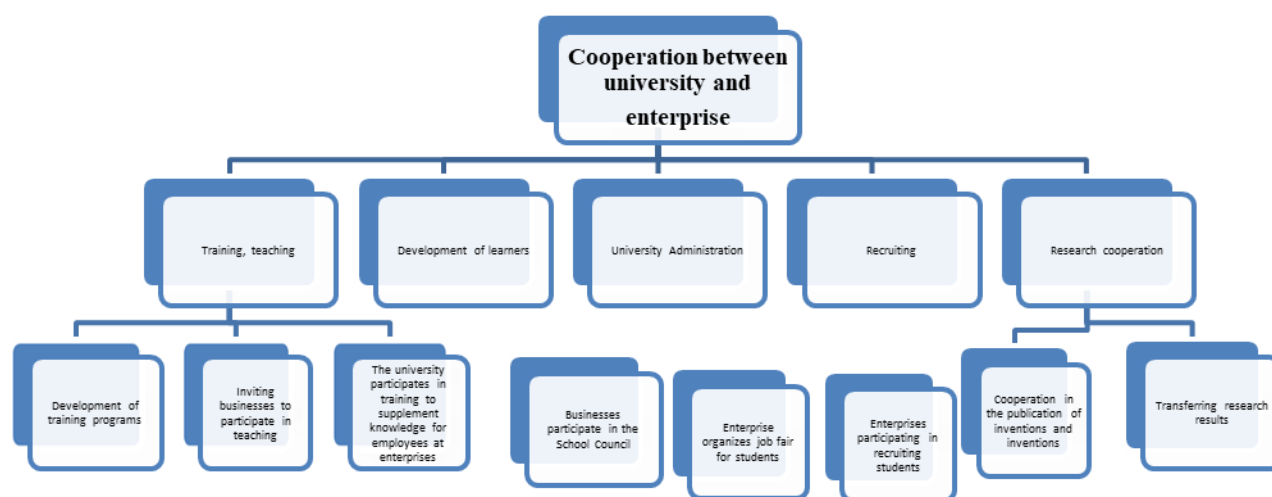 Cooperation between
university and
enterprise
Training, teaching
Development of learners
University Administration
Recruiting
Research cooperation
Development of
training programs
Inviting
businesses to
participate in
teaching
The university
participates in
training to
supplement
knowledge for
employees at
enterprises
Businesses
participate in the
School Council
Enterprise
organizes job fair
for students
Enterprises
participating in
recruiting
students
Cooperation in
the publication of
inventions and
inventions
Transferring research
results